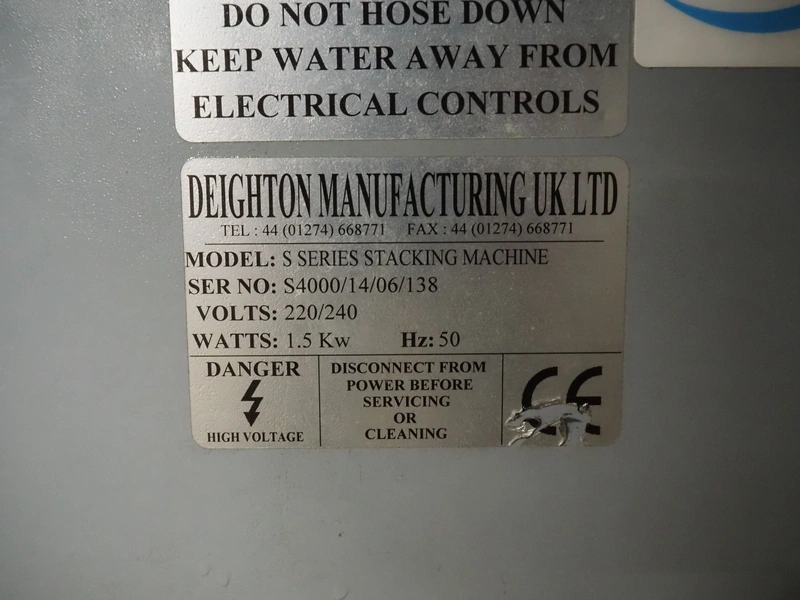 DO NOT HOSE DOWN
KEEP WATER AWAY FROM
ELECTRICAL CONTROLS
DEIGHTON MANUFACTURING UK LTD
TEL : 44 (01274) 668771 FAX : 44 (01274) 668771
MODEL: S SERIES STACKING MACHINE
SER NO: S4000/14/06/138
VOLTS: 220/240
WATTS: 1.5 Kw Hz: 50
DANGER
HIGH VOLTAGE
DISCONNECT FROM
POWER BEFORE
SERVICING
OR
CLEANING
CE